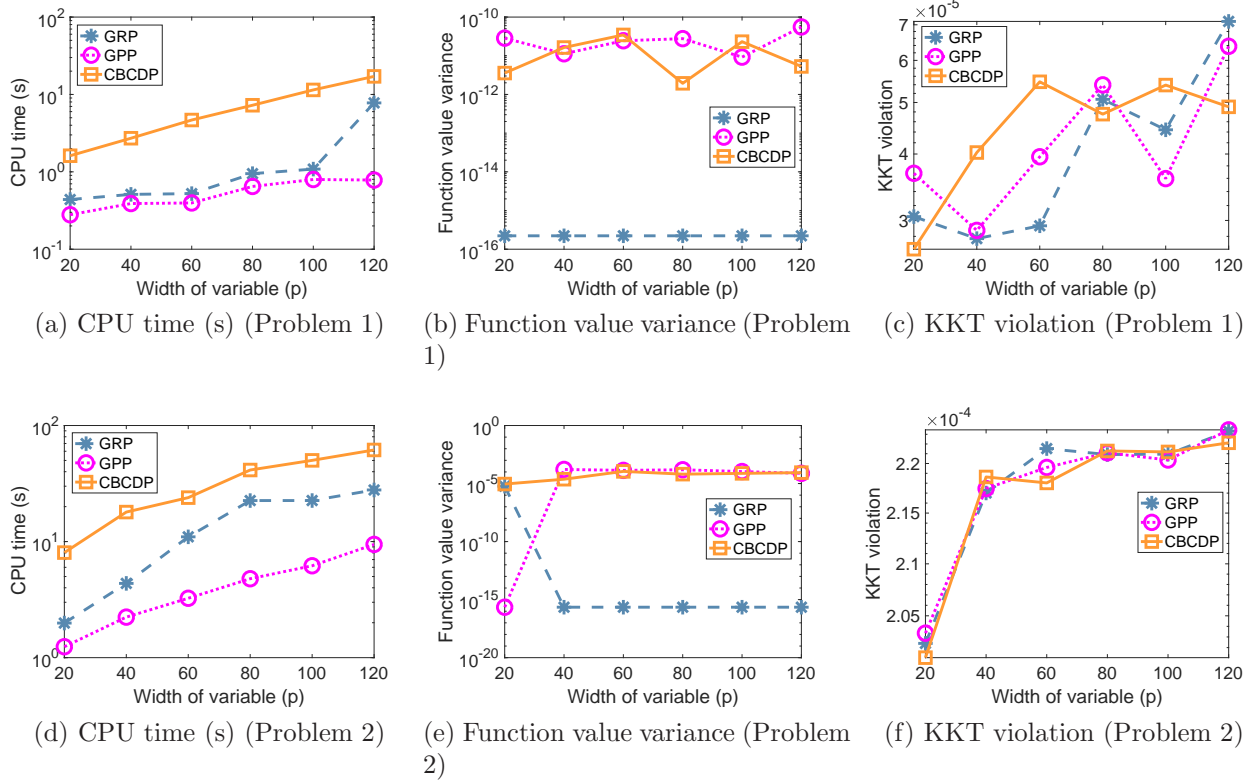 10^2
10^1
10^0
10^-1
CPU time (s)
GRP
GPP
CBCDP
20 40 60 80 100 120
Width of variable (p)
(a) CPU time (s) (Problem 1)
10^-10
10^-12
10^-14
10^-16
Function value variance
GRP
GPP
CBCDP
20 40 60 80 100 120
Width of variable (p)
(b) Function value variance (Problem
1)
×10^-5
7
6
5
4
3
KKT violation
GRP
GPP
CBCDP
20 40 60 80 100 120
Width of variable (p)
(c) KKT violation (Problem 1)
10^2
10^1
10^0
CPU time (s)
GRP
GPP
CBCDP
20 40 60 80 100 120
Width of variable (p)
(d) CPU time (s) (Problem 2)
10^0
10^-5
10^-10
10^-15
10^-20
Function value variance
GRP
GPP
CBCDP
20 40 60 80 100 120
Width of variable (p)
(e) Function value variance (Problem
2)
×10^-4
2.2
2.15
2.1
2.05
KKT violation
GRP
GPP
CBCDP
20 40 60 80 100 120
Width of variable (p)
(f) KKT violation (Problem 2)